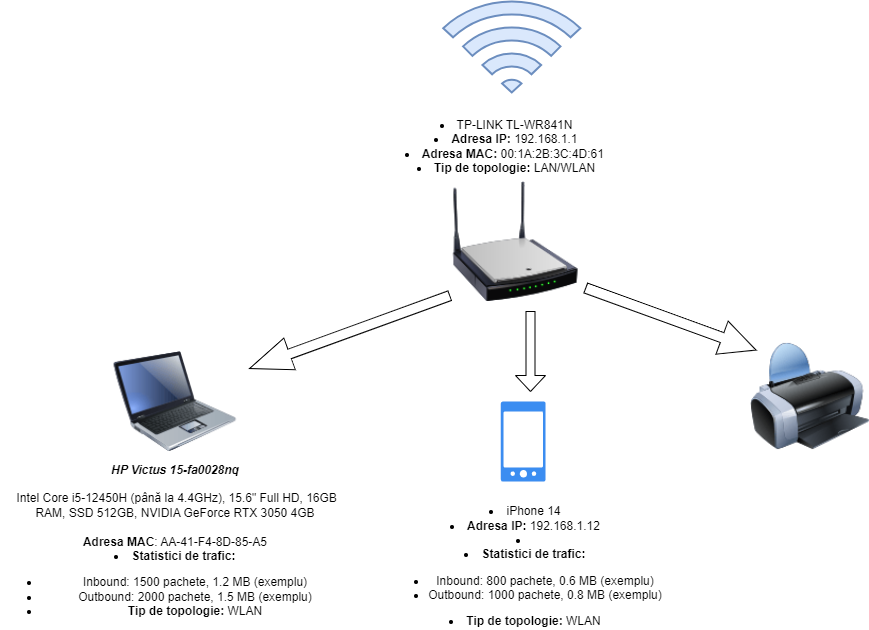 TP-LINK TL-WR841N
Adresa IP: 192.168.1.1
Adresa MAC: 00:1A:2B:3C:4D:61
Tip de topologie: LAN/WLAN
HP Victus 15-fa0028nq
Intel Core i5-12450H (până la 4.4GHz), 15.6" Full HD, 16GB
RAM, SSD 512GB, NVIDIA GeForce RTX 3050 4GB
Adresa MAC: AA-41-F4-8D-85-A5
Statistici de trafic:
Inbound: 1500 pachete, 1.2 MB (exemplu)
Outbound: 2000 pachete, 1.5 MB (exemplu)
Tip de topologie: WLAN
iPhone 14
Adresa IP: 192.168.1.12
Statistici de trafic:
Inbound: 800 pachete, 0.6 MB (exemplu)
Outbound: 1000 pachete, 0.8 MB (exemplu)
Tip de topologie: WLAN